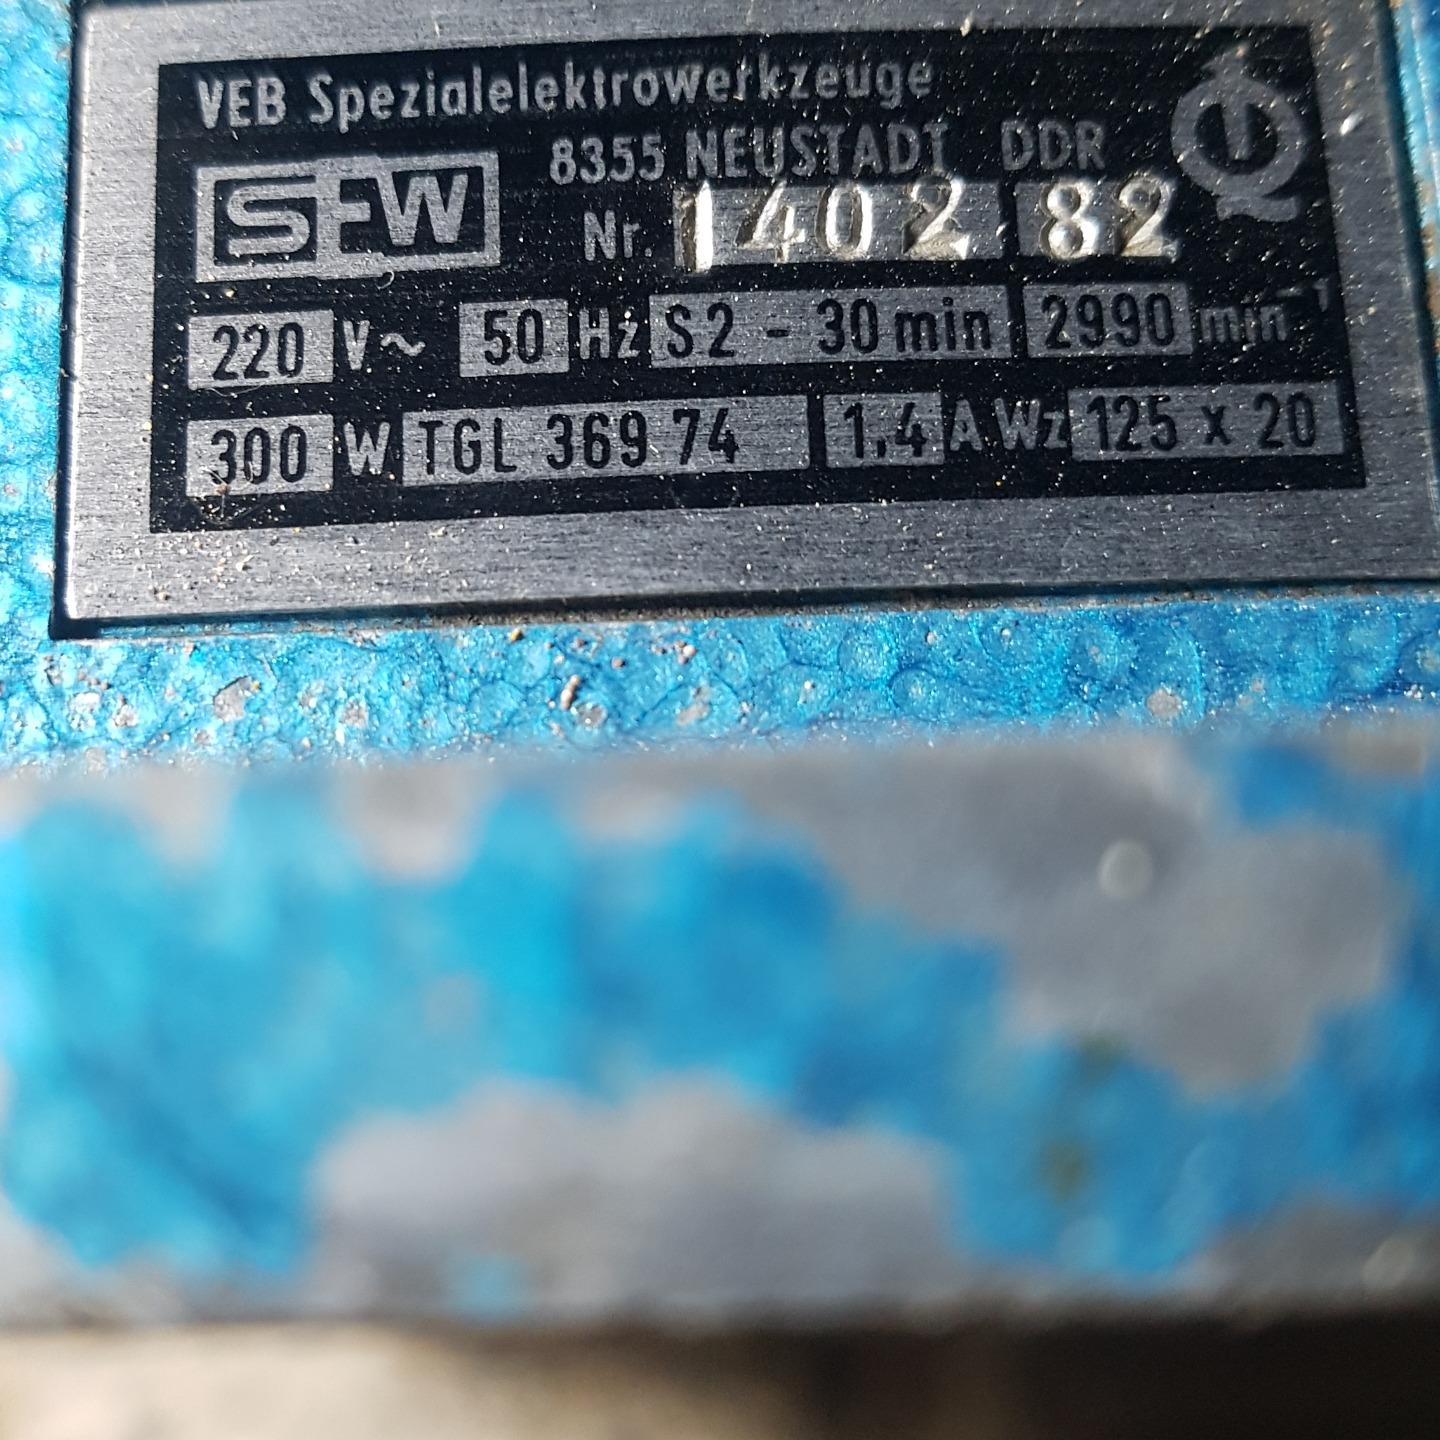 VEB Spezialelektrowerkzeuge
8355 NEUSTADT DDR
SEW
Nr. 1402 82
220 V~ 50 Hz S2 - 30 min 2990 min⁻¹
300 W TGL 369 74 1,4 A Wz 125 x 20